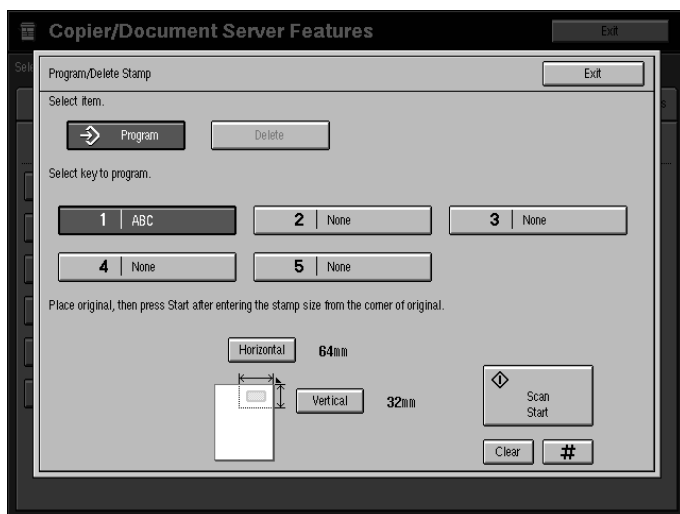 Copier/Document Server Features
Exit
Sele
Program/Delete Stamp
Exit
s
Select item.
Program
Delete
Select key to program.
1 ABC
2 None
3 None
4 None
5 None
Place original, then press Start after entering the stamp size from the corner of original.
Horizontal 64mm
Vertical 32mm
Scan
Start
Clear #